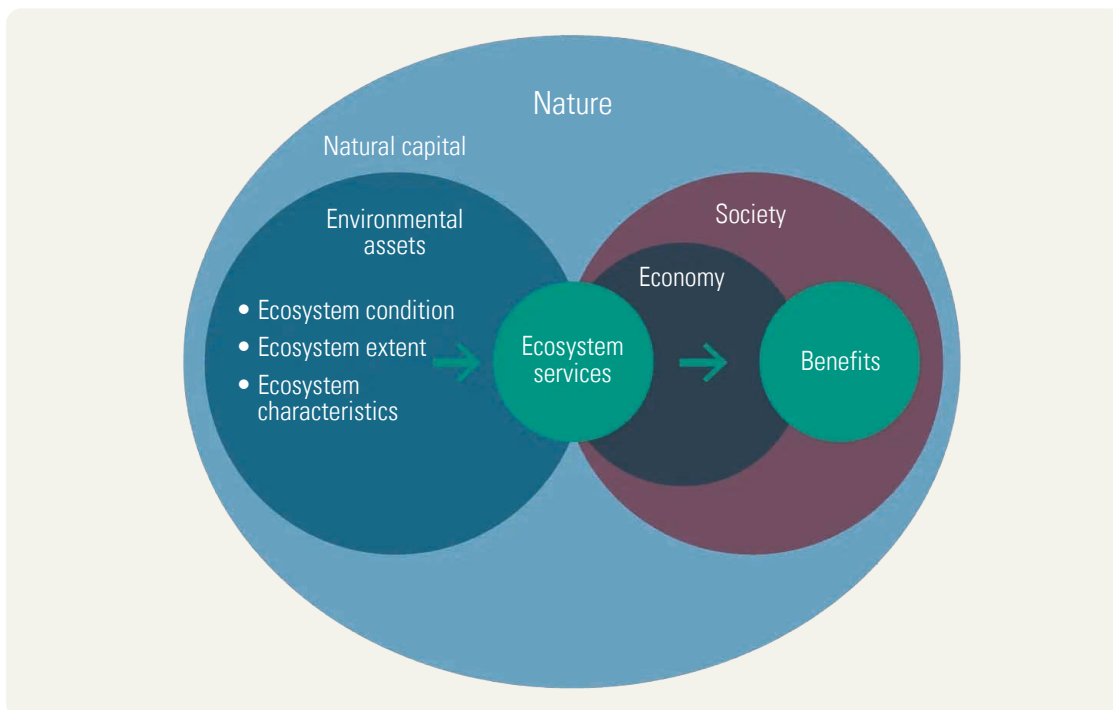 Nature
Natural capital
Environmental
assets
• Ecosystem condition
• Ecosystem extent
• Ecosystem
characteristics
Ecosystem
services
Society
Economy
Benefits